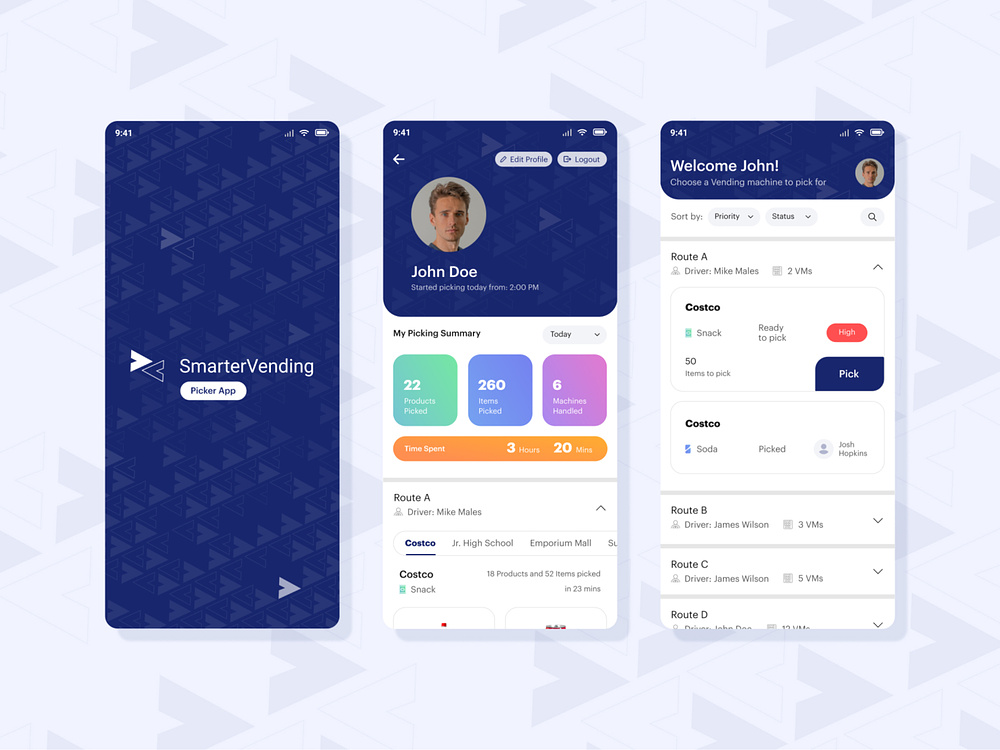 9:41
SmarterVending
Picker App
9:41
Edit Profile
Logout
John Doe
Started picking today from: 2:00 PM
My Picking Summary
Today
22
Products
Picked
260
Items
Picked
6
Machines
Handled
Time Spent
3 Hours 20 Mins
Route A
Driver: Mike Males
Costco Jr. High School Emporium Mall Su
Costco
18 Products and 52 Items picked
Snack
in 23 mins
9:41
Welcome John!
Choose a Vending machine to pick for
Sort by: Priority Status
Route A
Driver: Mike Males 2 VMs
Costco
Snack
Ready
to pick
High
50
Items to pick
Pick
Costco
Soda
Picked
Josh
Hopkins
Route B
Driver: James Wilson 3 VMs
Route C
Driver: James Wilson 5 VMs
Route D
Driver: John Doe 12 VMs